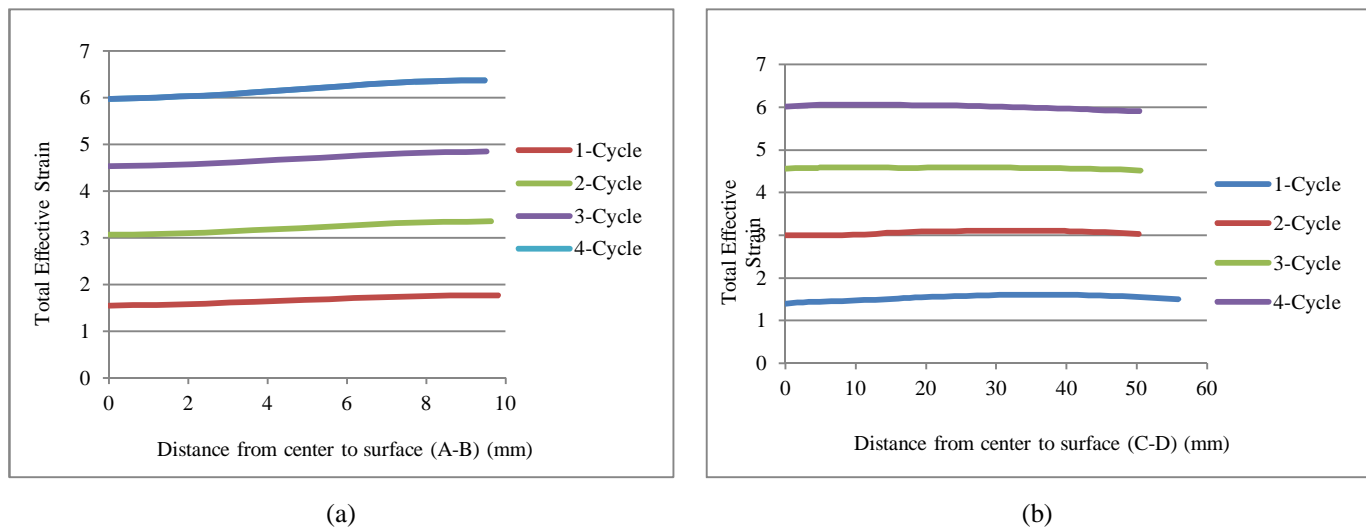 7
6
5
4
3
2
1
0
0 2 4 6 8 10
Total Effective Strain
Distance from center to surface (A-B) (mm)
1-Cycle
2-Cycle
3-Cycle
4-Cycle
(a)
7
6
5
4
3
2
1
0
0 10 20 30 40 50 60
Total Effective
Strain
Distance from center to surface (C-D) (mm)
1-Cycle
2-Cycle
3-Cycle
4-Cycle
(b)